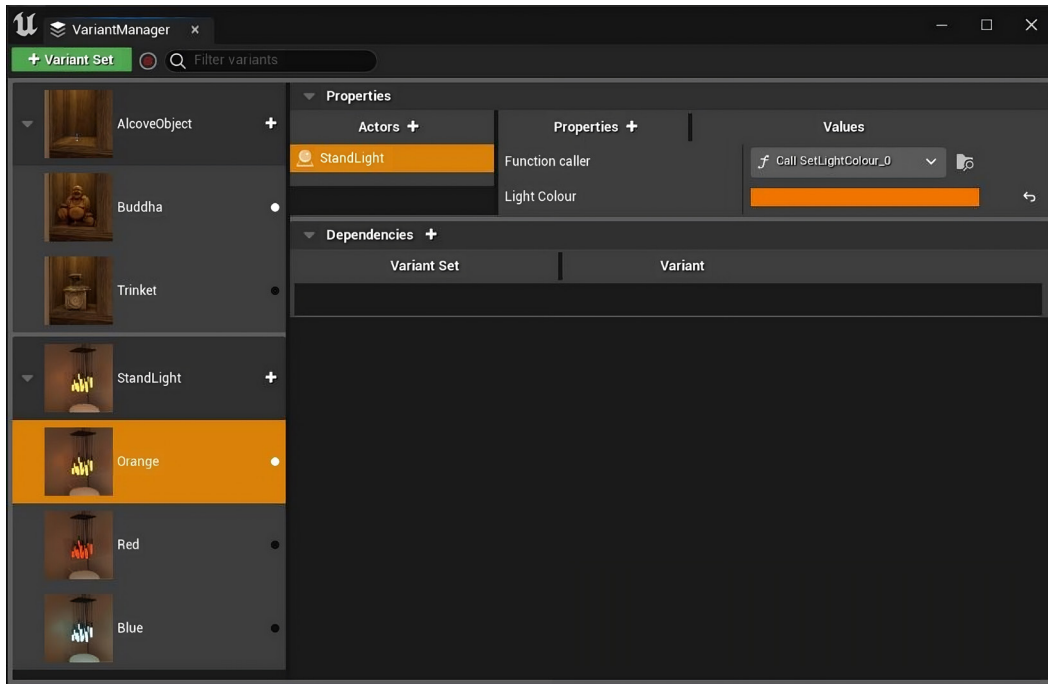 VariantManager
+ Variant Set
Filter variants
AlcoveObject
Buddha
Trinket
StandLight
Orange
Red
Blue
Properties
Actors + Properties + Values
StandLight Function caller f Call SetLightColour_0
Light Colour
Dependencies +
Variant Set Variant